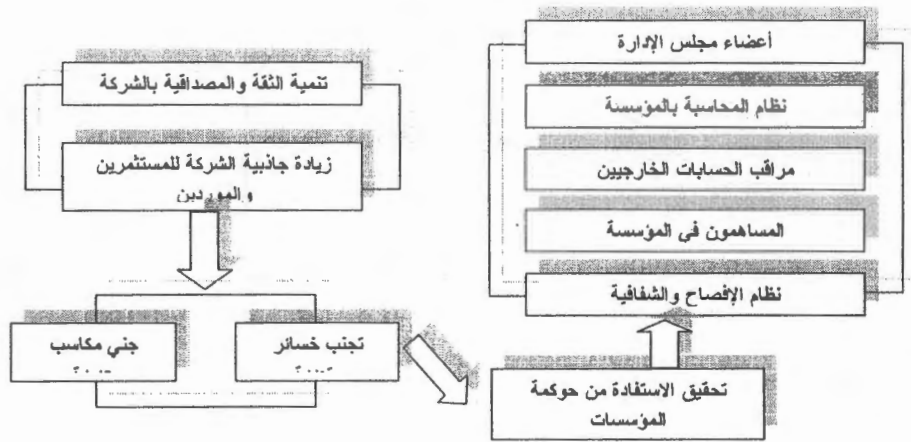 أعضاء مجلس الإدارة
نظام المحاسبة بالمؤسسة
مراقب الحسابات الخارجيين
المساهمون في المؤسسة
نظام الإفصاح والشفافية
تنمية الثقة والمصداقية بالشركة
زيادة جاذبية الشركة للمستثمرين
والموردين
جني مكاسب
تجنب خسائر
تحقيق الاستفادة من حوكمة
المؤسسات